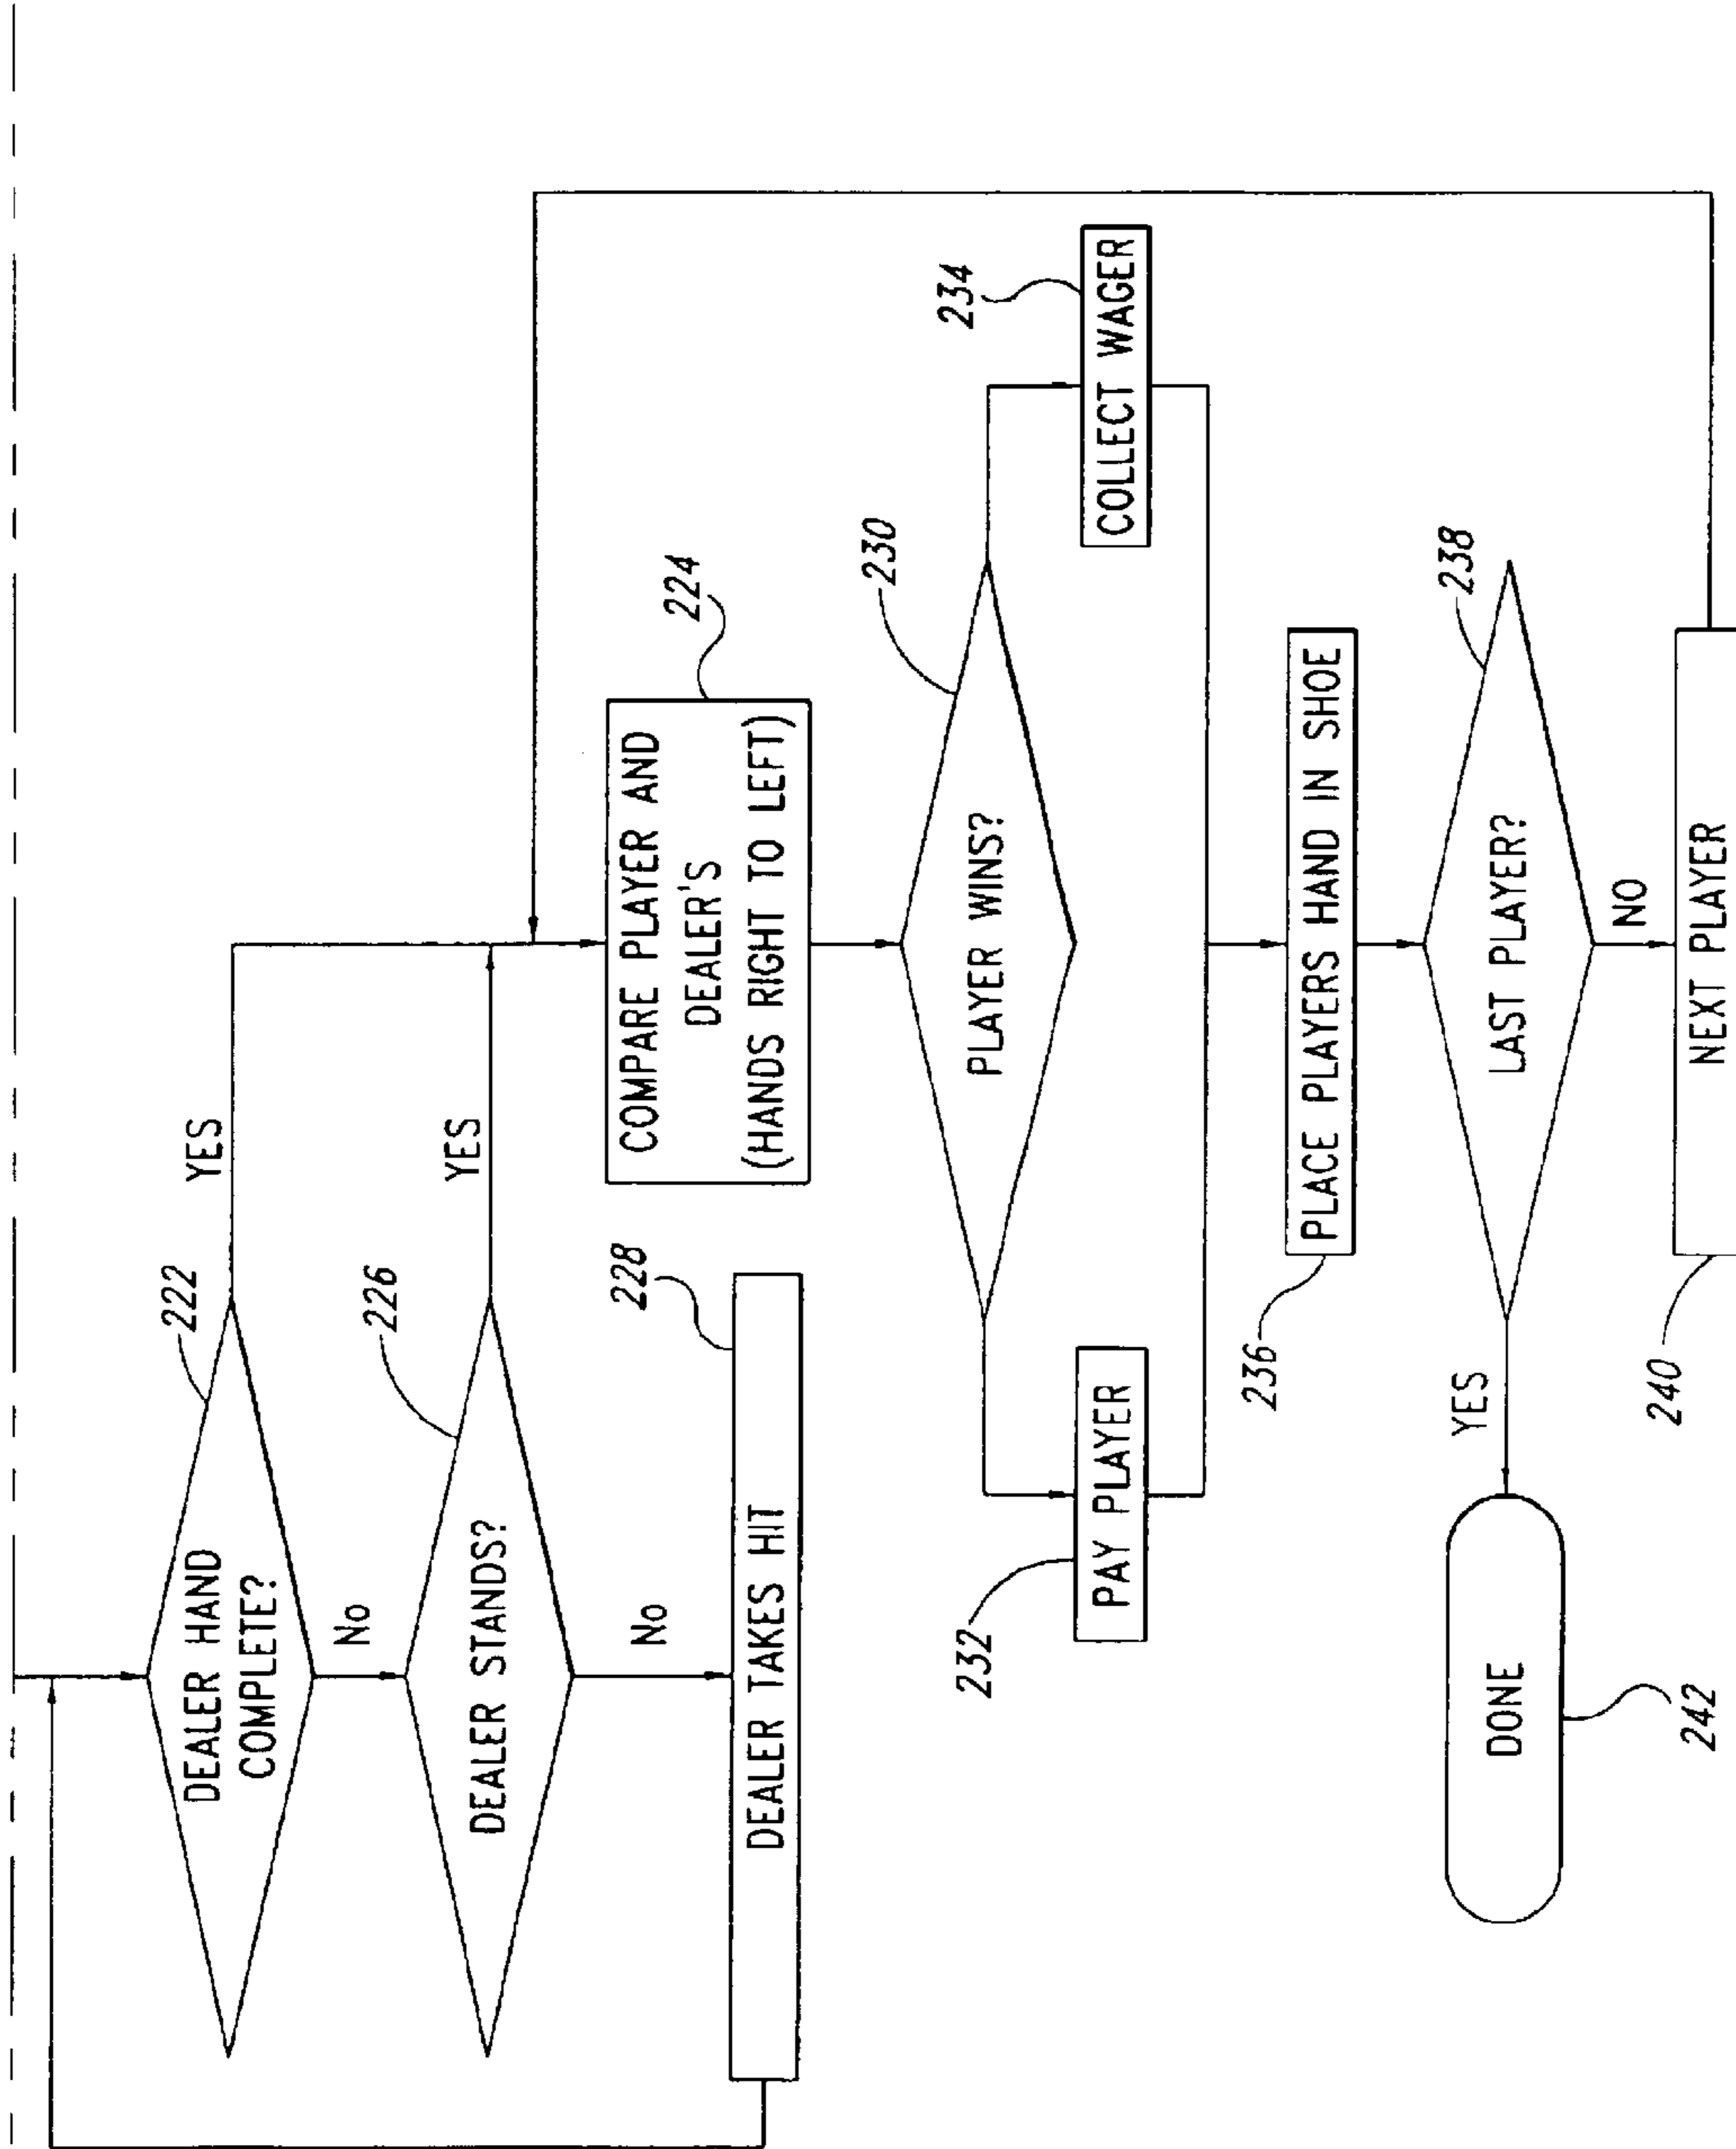 222
DEALER HAND
COMPLETE?
YES
No
226
DEALER STANDS?
YES
No
228
DEALER TAKES HIT
224
COMPARE PLAYER AND
DEALER'S
(HANDS RIGHT TO LEFT)
230
PLAYER WINS?
232
PAY PLAYER
234
COLLECT WAGER
236
PLACE PLAYERS HAND IN SHOE
238
LAST PLAYER?
YES
NO
DONE
242
240
NEXT PLAYER